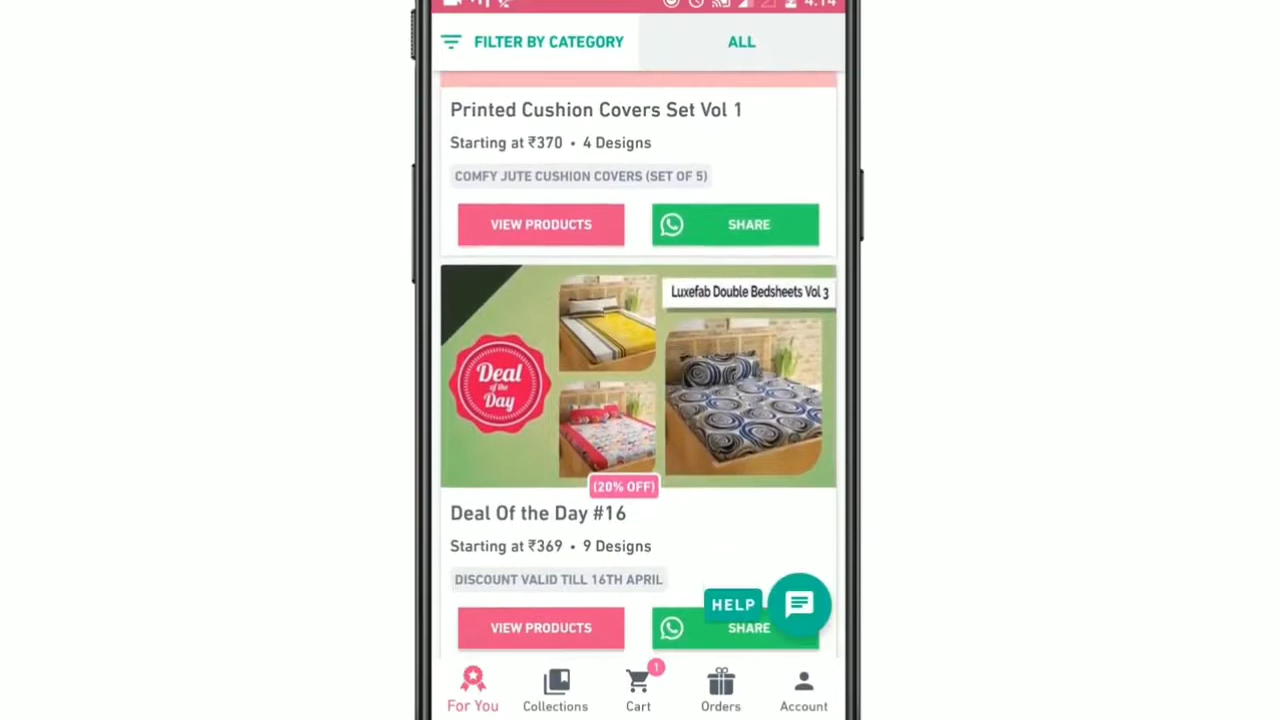 4:14
FILTER BY CATEGORY
ALL
Printed Cushion Covers Set Vol 1
Starting at ₹370 • 4 Designs
COMFY JUTE CUSHION COVERS (SET OF 5)
VIEW PRODUCTS
SHARE
Luxefab Double Bedsheets Vol 3
Deal
of the
Day
(20% OFF)
Deal Of the Day #16
Starting at ₹369 • 9 Designs
DISCOUNT VALID TILL 16TH APRIL
HELP
VIEW PRODUCTS
SHARE
1
For You
Collections
Cart
Orders
Account